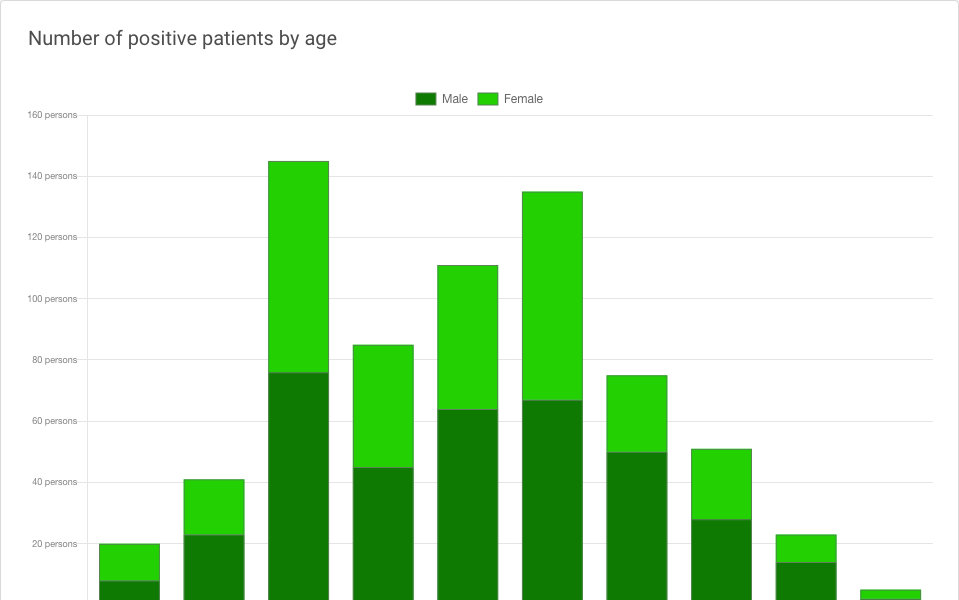 Number of positive patients by age
Male Female
160 persons
140 persons
120 persons
100 persons
80 persons
60 persons
40 persons
20 persons